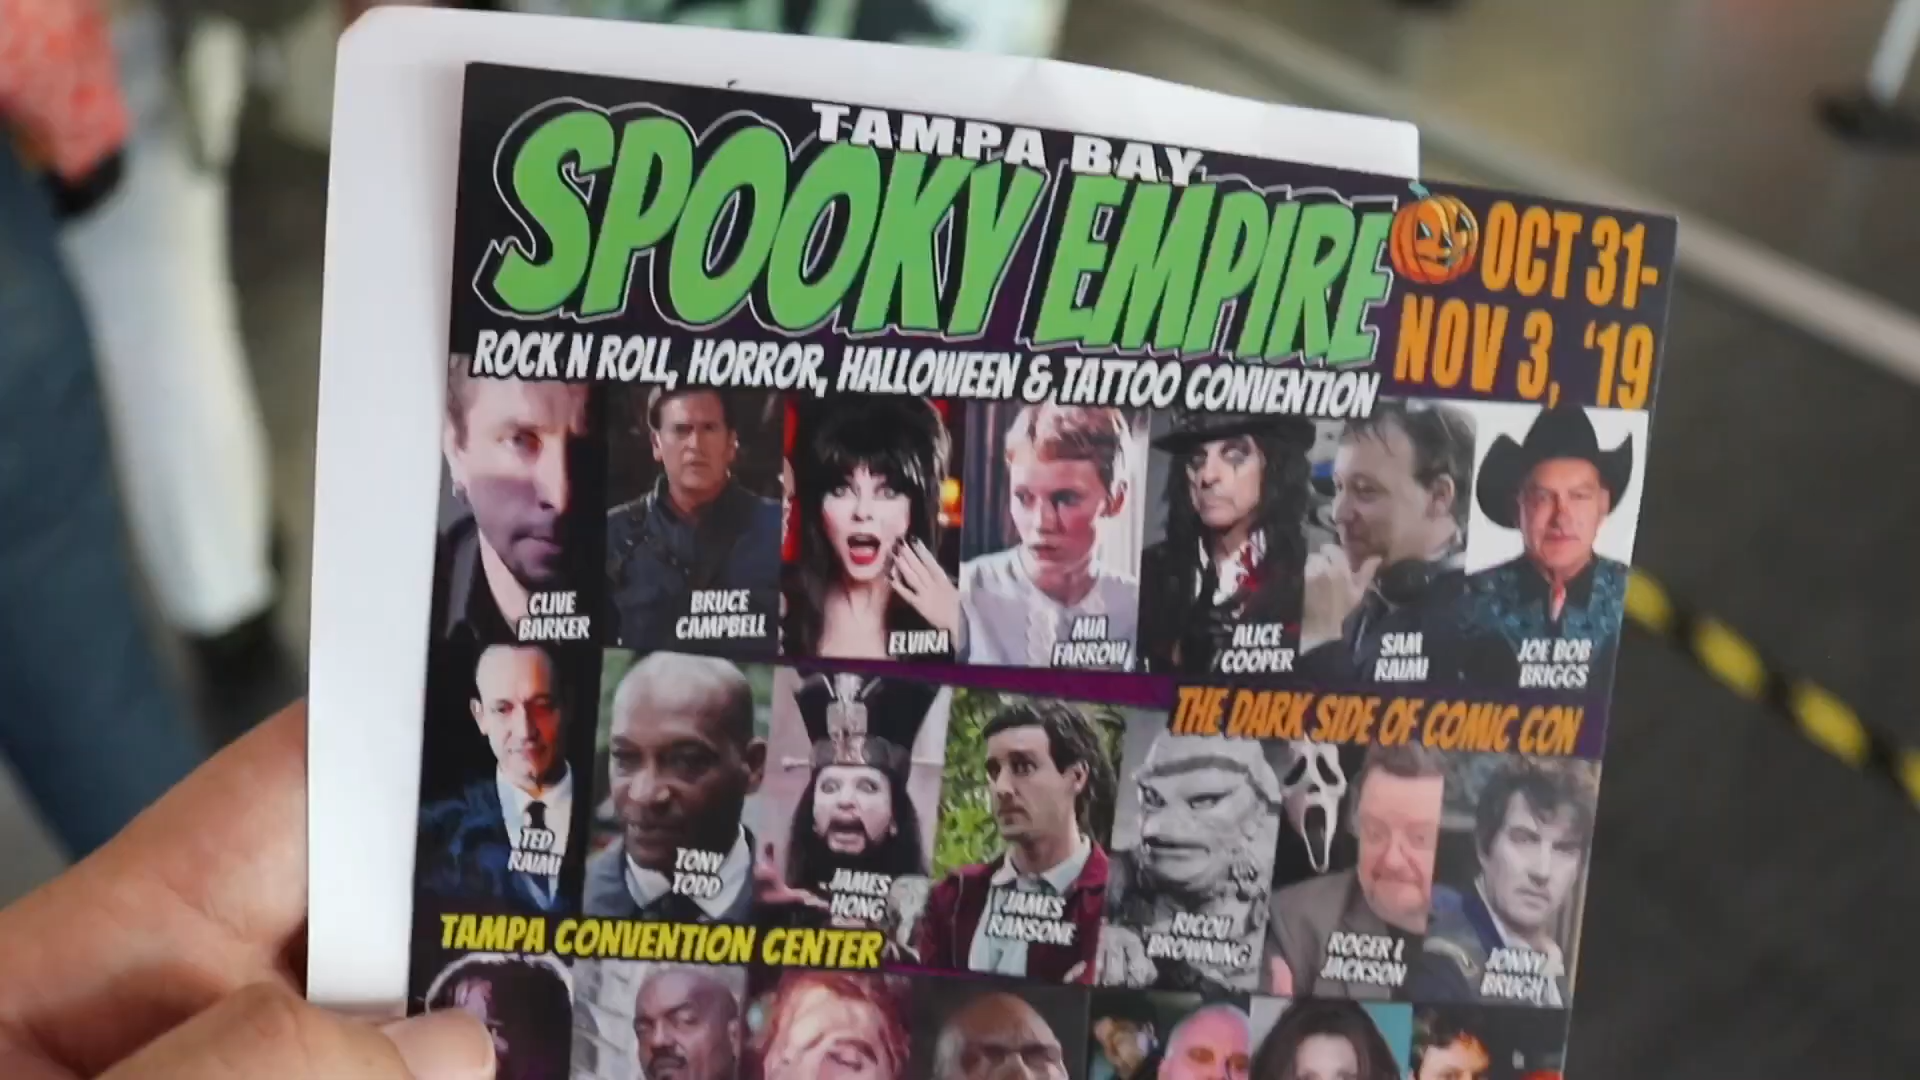 TAMPA BAY
SPOOKY EMPIRE
OCT 31-
NOV 3, '19
ROCK N ROLL, HORROR, HALLOWEEN & TATTOO CONVENTION
CLIVE
BARKER
BRUCE
CAMPBELL
ELVIRA
MIA
FARROW
ALICE
COOPER
SAM
RAIMI
JOE BOB
BRIGGS
THE DARK SIDE OF COMIC CON
TED
RAIMI
TONY
TODD
JAMES
HONG
JAMES
RANSONE
RICOU
BROWNING
ROGER L
JACKSON
JONNY
BRUGH
TAMPA CONVENTION CENTER